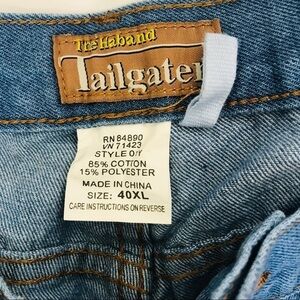 The Haband
Tailgater
RN 84890
VN 71423
STYLE 0/7
85% COTTON
15% POLYESTER
MADE IN CHINA
SIZE: 40XL
CARE INSTRUCTIONS ON REVERSE